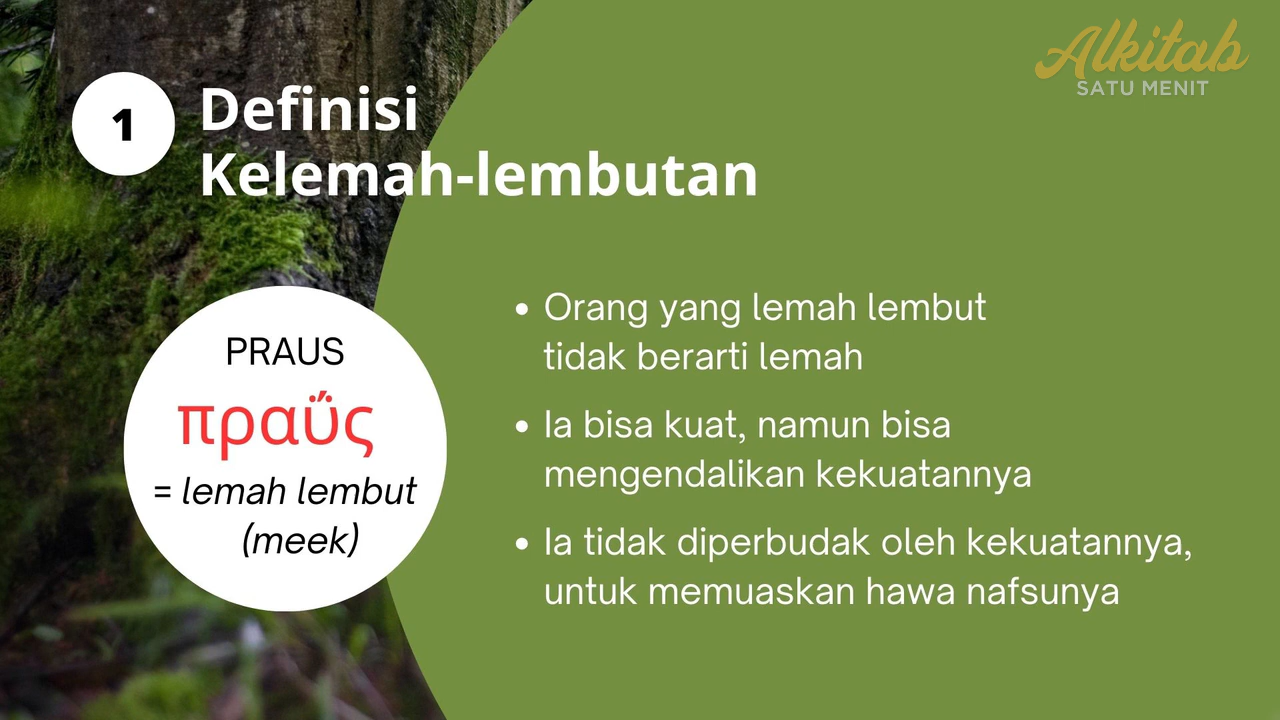 Alkitab
SATU MENIT
1
Definisi
Kelemah-lembutan
PRAUS
πραΰς
= lemah lembut
(meek)
• Orang yang lemah lembut
tidak berarti lemah
• Ia bisa kuat, namun bisa
mengendalikan kekuatannya
• Ia tidak diperbudak oleh kekuatannya,
untuk memuaskan hawa nafsunya